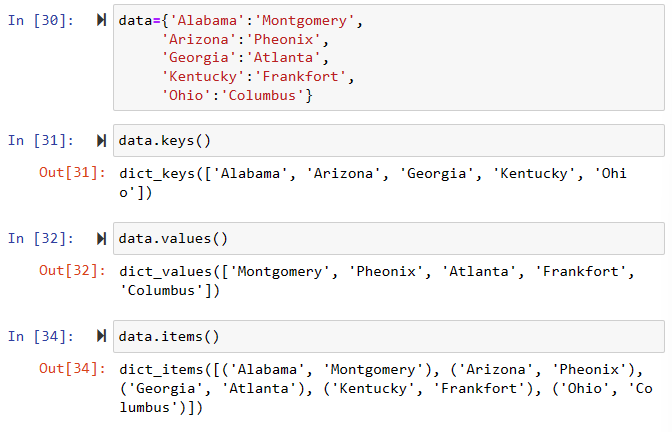 In [30]: data={'Alabama':'Montgomery',
'Arizona':'Pheonix',
'Georgia':'Atlanta',
'Kentucky':'Frankfort',
'Ohio':'Columbus'}
In [31]: data.keys()
Out[31]: dict_keys(['Alabama', 'Arizona', 'Georgia', 'Kentucky', 'Ohi
o'])
In [32]: data.values()
Out[32]: dict_values(['Montgomery', 'Pheonix', 'Atlanta', 'Frankfort',
'Columbus'])
In [34]: data.items()
Out[34]: dict_items([('Alabama', 'Montgomery'), ('Arizona', 'Pheonix'),
('Georgia', 'Atlanta'), ('Kentucky', 'Frankfort'), ('Ohio', 'Co
lumbus')])